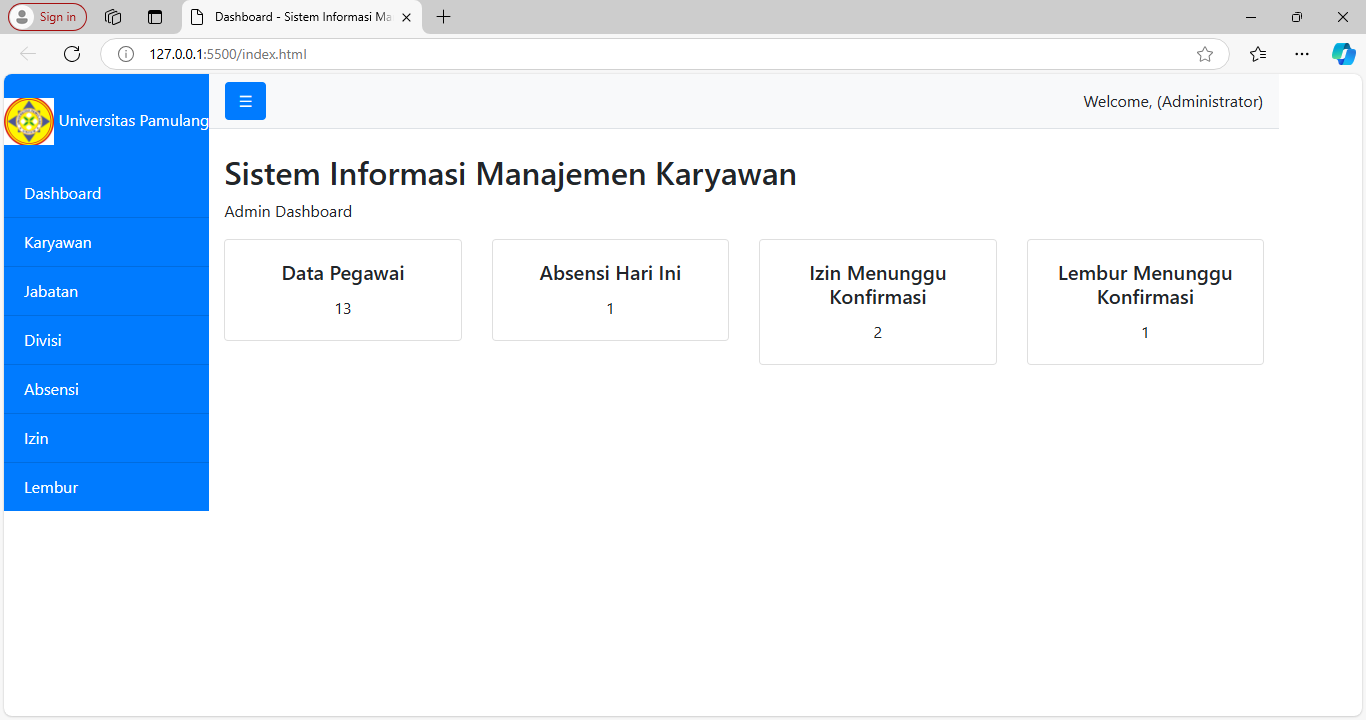 Sign in
Dashboard - Sistem Informasi Ma
127.0.0.1:5500/index.html
Universitas Pamulang
Welcome, (Administrator)
Dashboard
Karyawan
Jabatan
Divisi
Absensi
Izin
Lembur
Sistem Informasi Manajemen Karyawan
Admin Dashboard
Data Pegawai
13
Absensi Hari Ini
1
Izin Menunggu
Konfirmasi
2
Lembur Menunggu
Konfirmasi
1